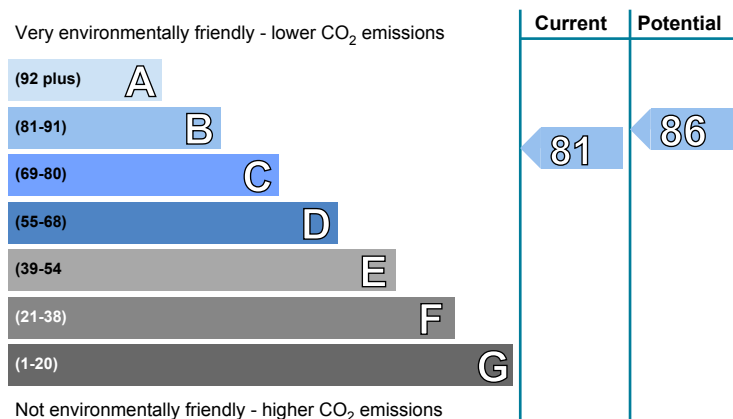 Very environmentally friendly - lower CO₂ emissions
Current
Potential
(92 plus) A
(81-91) B
(69-80) C
(55-68) D
(39-54 E
(21-38) F
(1-20) G
81
86
Not environmentally friendly - higher CO₂ emissions